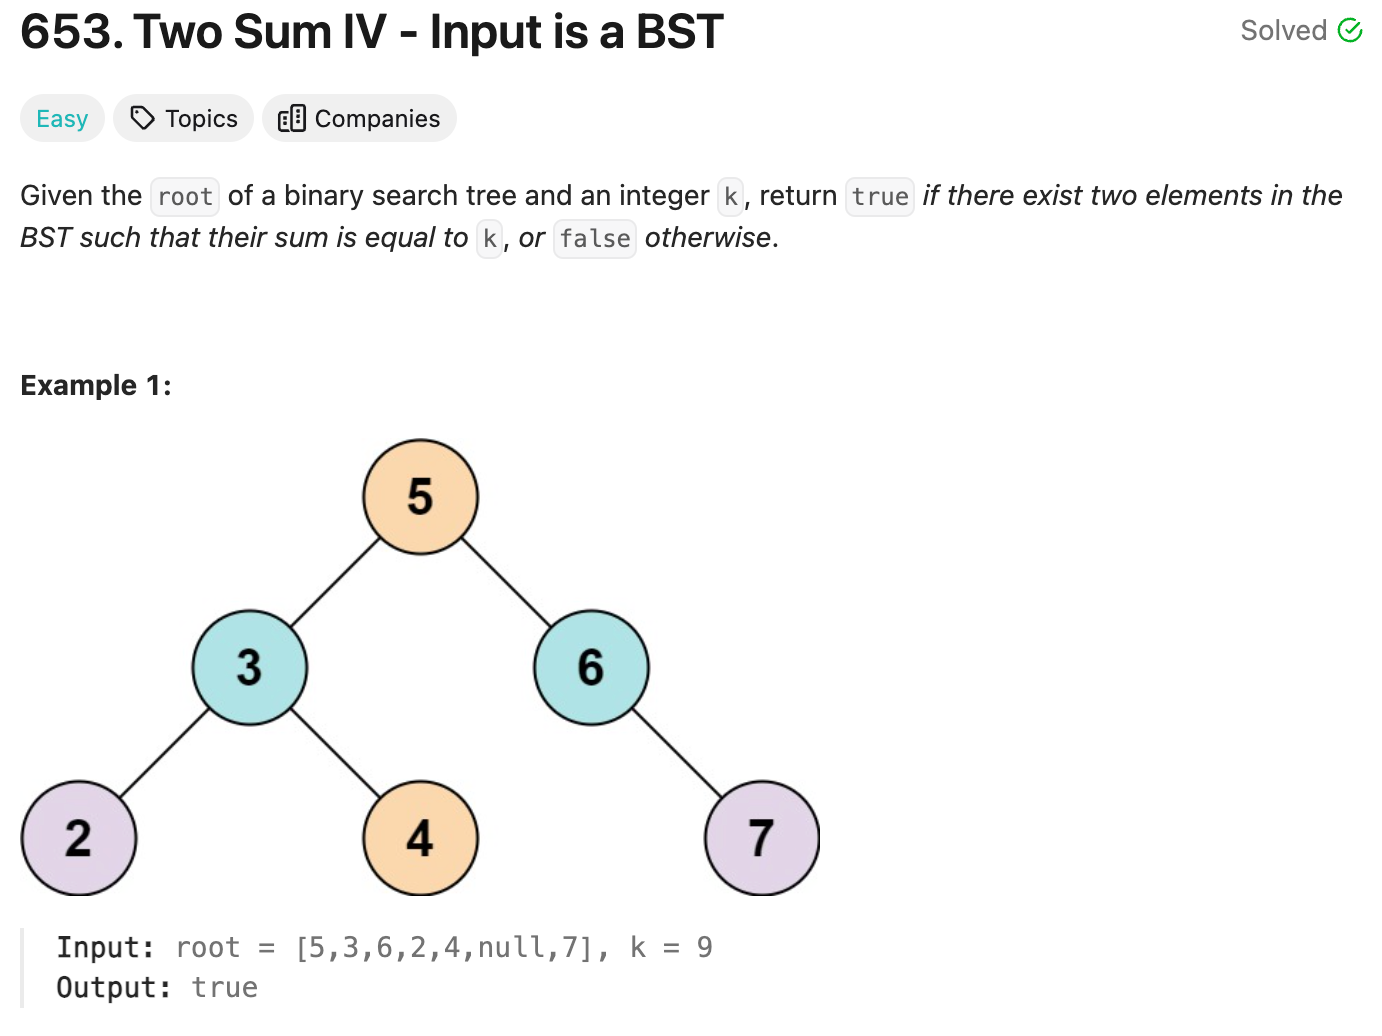 653. Two Sum IV - Input is a BST
Solved
Easy Topics Companies
Given the root of a binary search tree and an integer k, return true if there exist two elements in the
BST such that their sum is equal to k, or false otherwise.
Example 1:
5
3 6
2 4 7
Input: root = [5,3,6,2,4,null,7], k = 9
Output: true